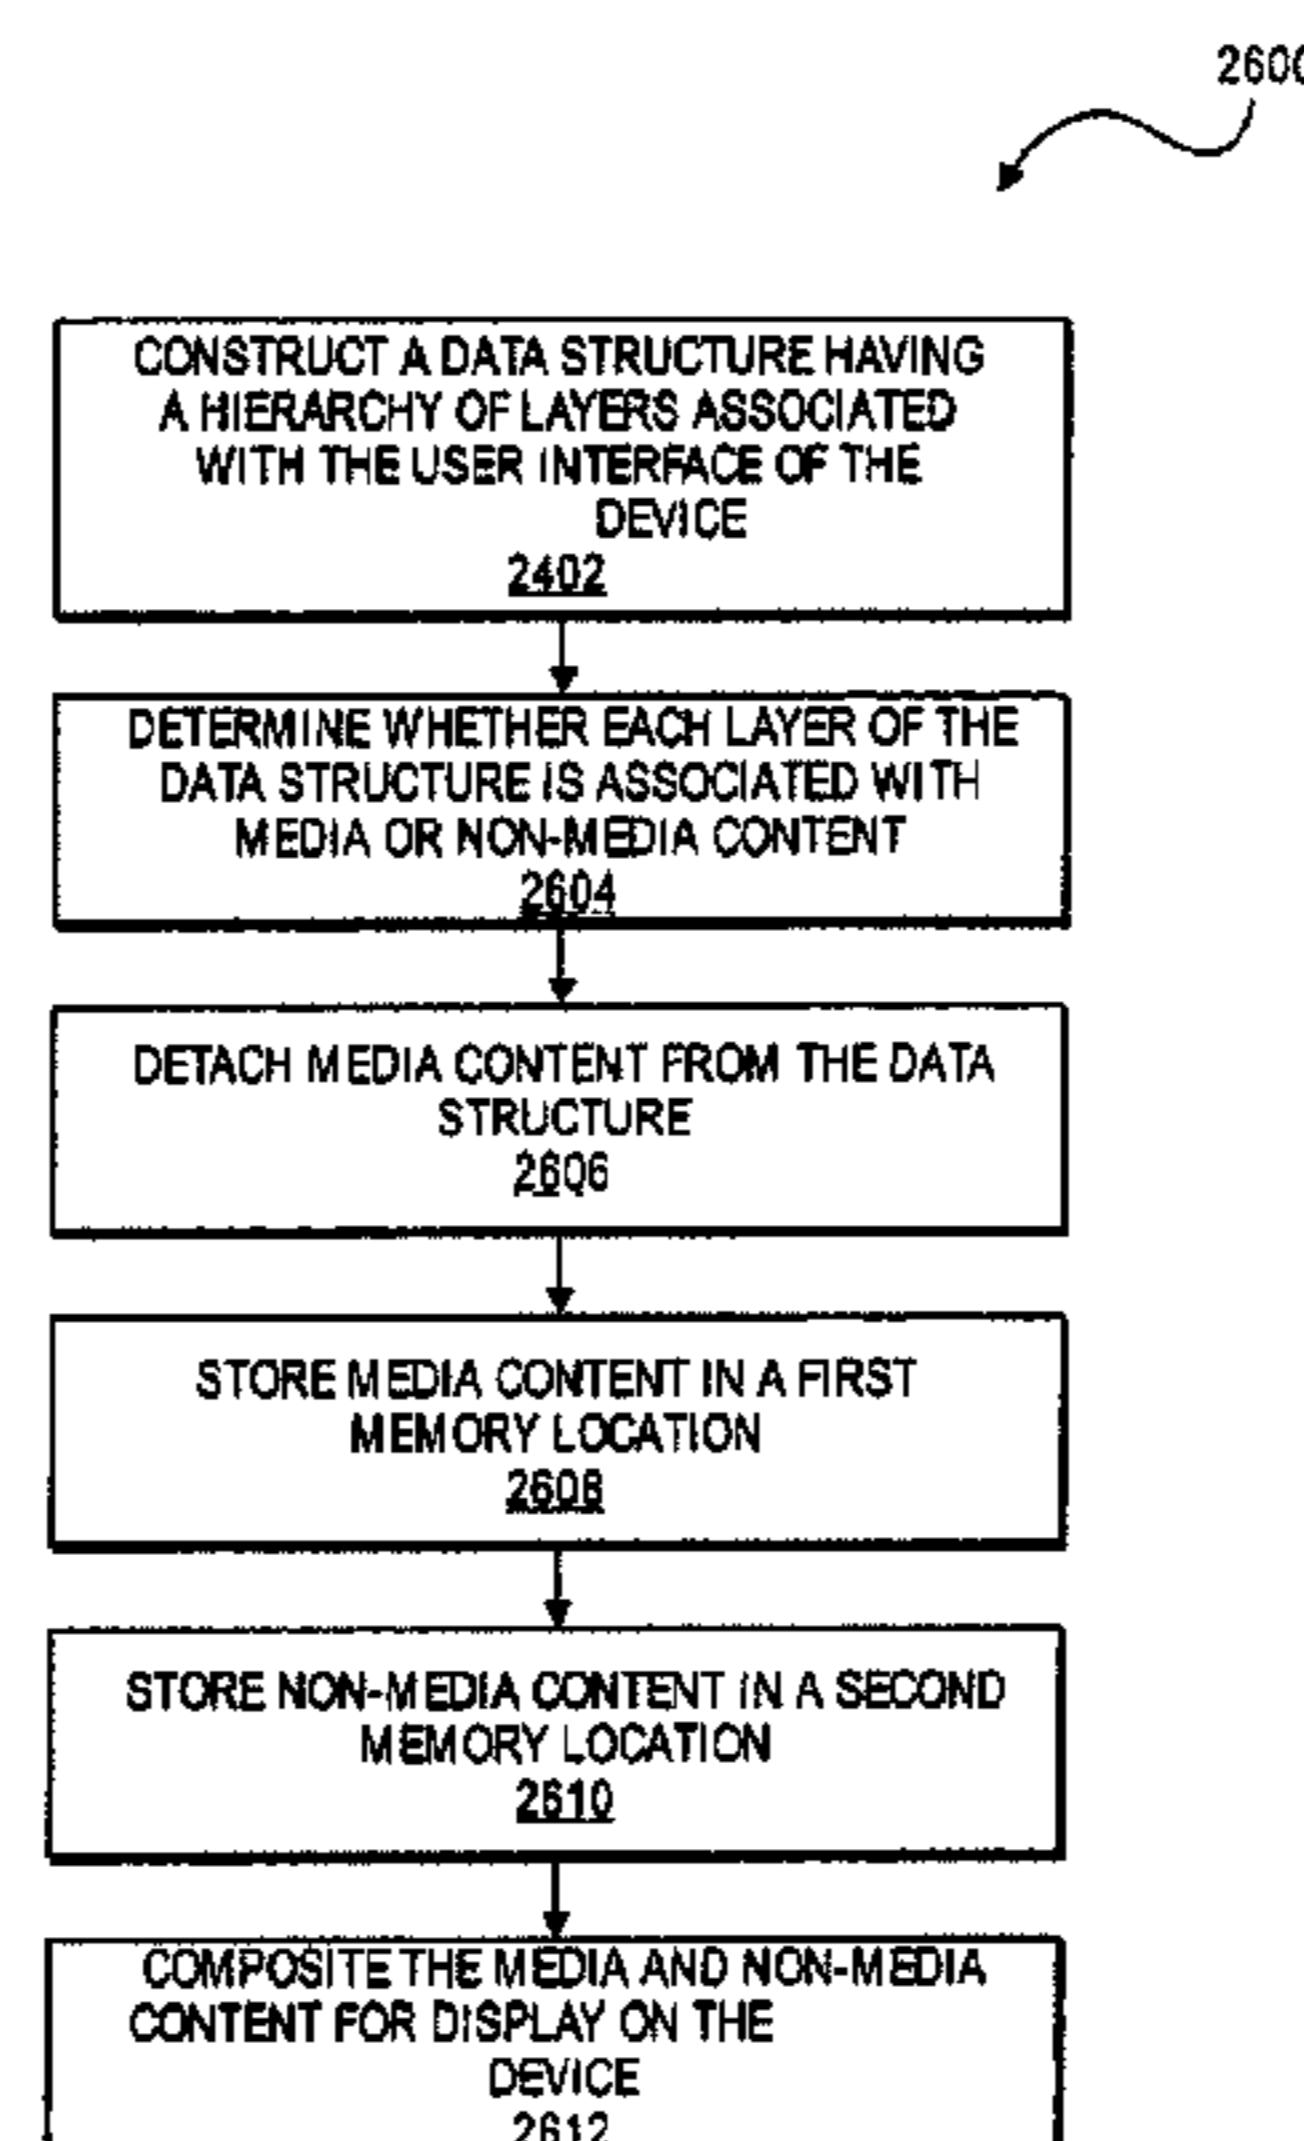 2600
CONSTRUCT A DATA STRUCTURE HAVING
A HIERARCHY OF LAYERS ASSOCIATED
WITH THE USER INTERFACE OF THE
DEVICE
2402
DETERMINE WHETHER EACH LAYER OF THE
DATA STRUCTURE IS ASSOCIATED WITH
MEDIA OR NON-MEDIA CONTENT
2604
DETACH MEDIA CONTENT FROM THE DATA
STRUCTURE
2606
STORE MEDIA CONTENT IN A FIRST
MEMORY LOCATION
2608
STORE NON-MEDIA CONTENT IN A SECOND
MEMORY LOCATION
2610
COMPOSITE THE MEDIA AND NON-MEDIA
CONTENT FOR DISPLAY ON THE
DEVICE
2612